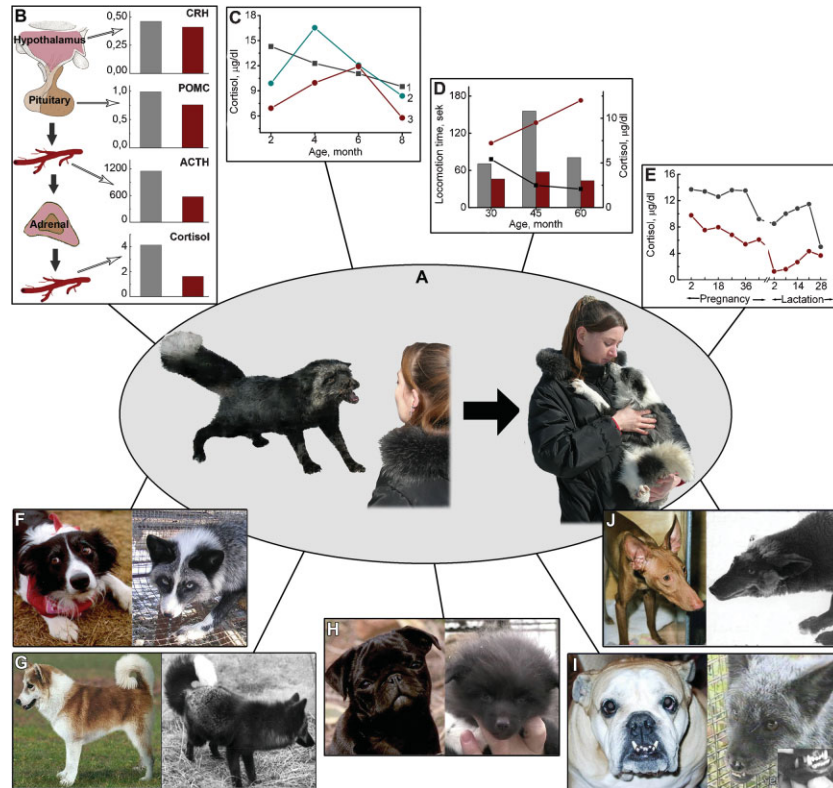 B
Hypothalamus
Pituitary
Adrenal
CRH
0,50
0,25
0,00
POMC
1,0
0,5
0,0
ACTH
1200
600
0
Cortisol
4
2
0
C
Cortisol, µg/dl
18
15
12
9
6
2 4 6 8
Age, month
1
2
3
D
Locomotion time, sek
180
120
60
0
30 45 60
Age, month
10
5
2
0
Cortisol, µg/dl
E
Cortisol, µg/dl
16
12
8
4
0
2 18 36 2 14 28
Pregnancy Lactation
A
F
G
H
J
I